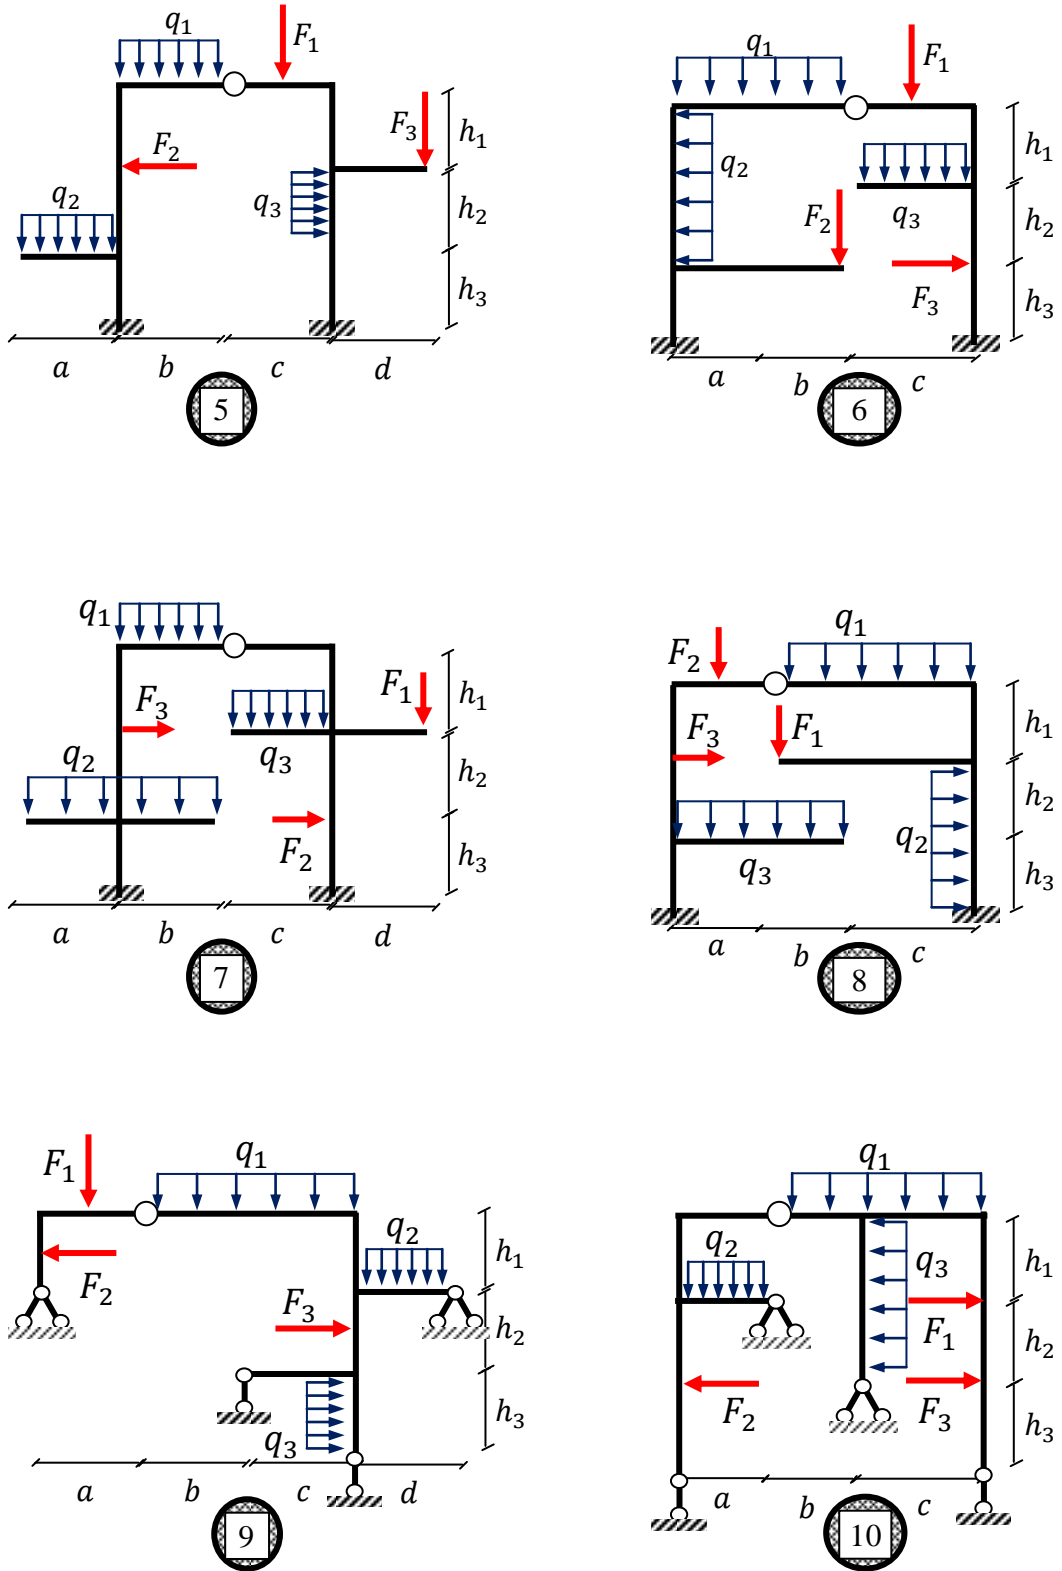 q₁
F₁
F₂
F₃
q₂
q₃
h₁
h₂
h₃
a b c d
5
q₁
F₁
q₂
F₂
q₃
F₃
h₁
h₂
h₃
a b c
6
q₁
F₃
F₁
q₃
q₂
F₂
h₁
h₂
h₃
a b c d
7
F₂
q₁
F₃ F₁
q₃
q₂
h₁
h₂
h₃
a b c
8
F₁
q₁
F₂
q₂
F₃
q₃
h₁
h₂
h₃
a b c d
9
q₁
q₂
q₃
F₁
F₂
F₃
h₁
h₂
h₃
a b c
10